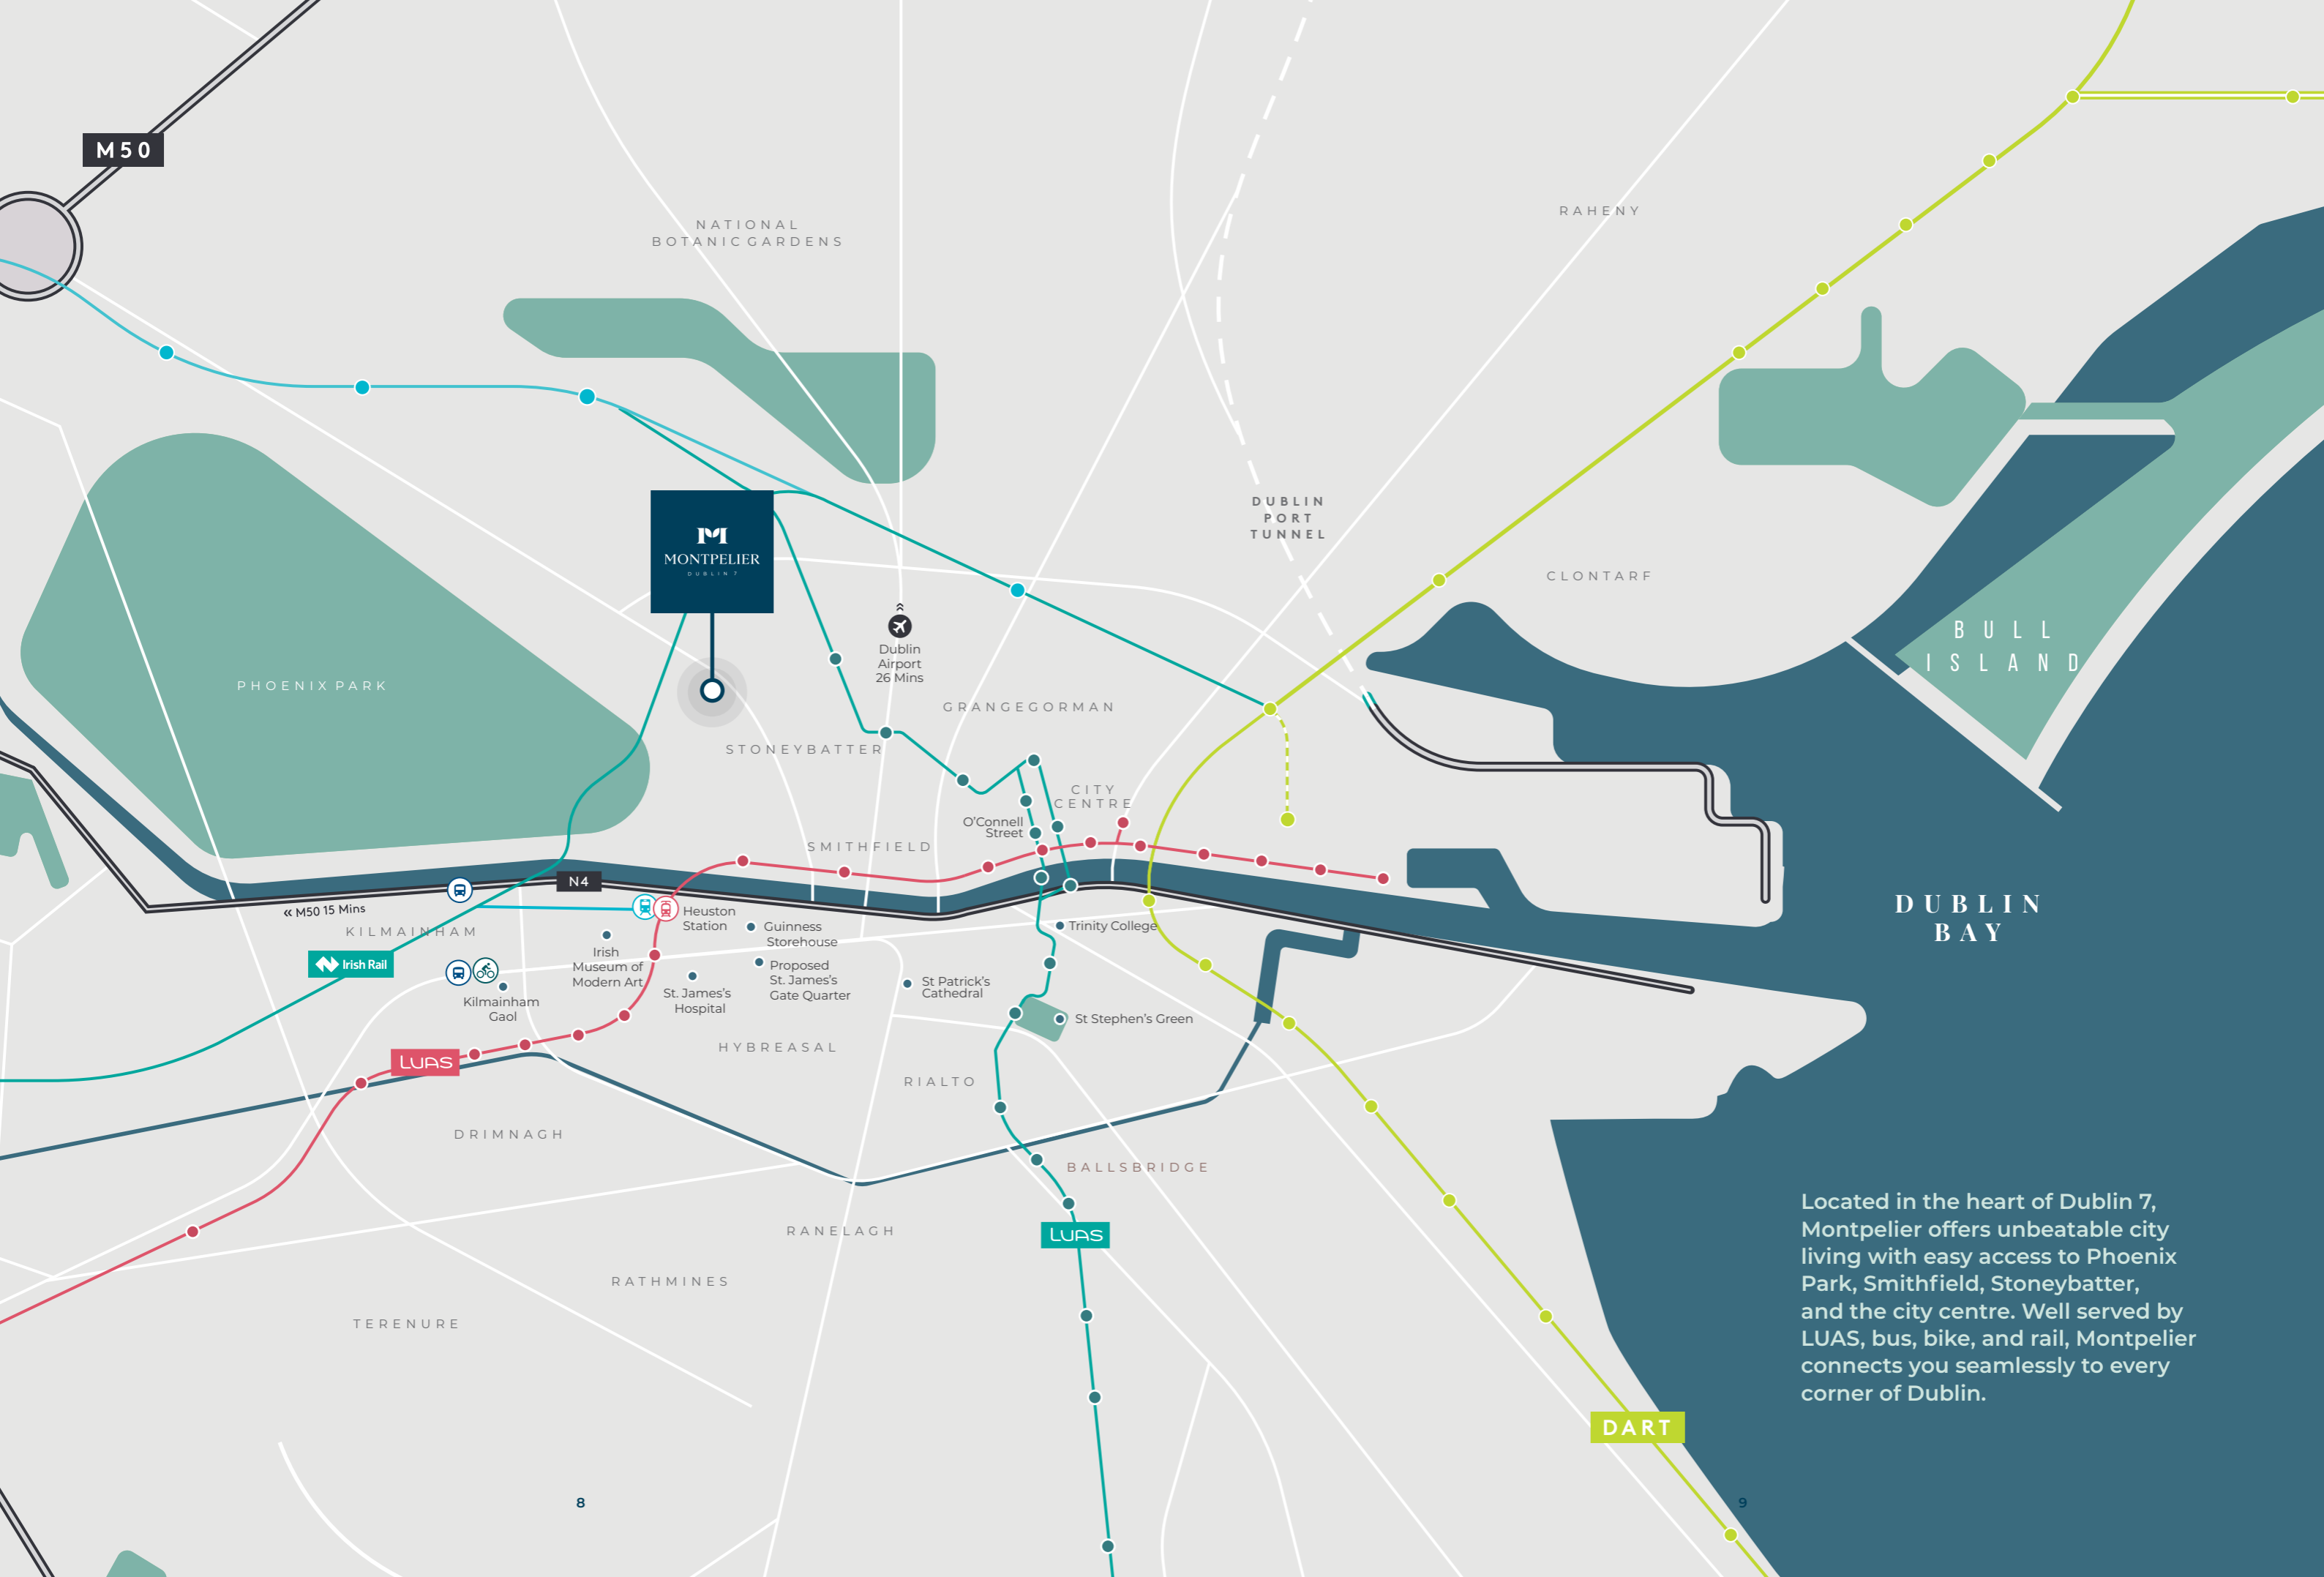 M50
NATIONAL
BOTANIC GARDENS
RAHENY
DUBLIN
PORT
TUNNEL
MONTPELIER
DUBLIN 7
CLONTARF
BULL
ISLAND
Dublin
Airport
26 Mins
PHOENIX PARK
GRANGEGORMAN
STONEYBATTER
CITY
CENTRE
O'Connell
Street
SMITHFIELD
N4
« M50 15 Mins
KILMAINHAM
Heuston
Station
Guinness
Storehouse
Trinity College
DUBLIN
BAY
Irish Rail
Irish
Museum of
Modern Art
Proposed
St. James's
Gate Quarter
St. James's
Hospital
St Patrick's
Cathedral
Kilmainham
Gaol
St Stephen's Green
HYBREASAL
LUAS
RIALTO
DRIMNAGH
BALLSBRIDGE
RANELAGH
LUAS
RATHMINES
TERENURE
Located in the heart of Dublin 7,
Montpelier offers unbeatable city
living with easy access to Phoenix
Park, Smithfield, Stoneybatter,
and the city centre. Well served by
LUAS, bus, bike, and rail, Montpelier
connects you seamlessly to every
corner of Dublin.
DART
8
9